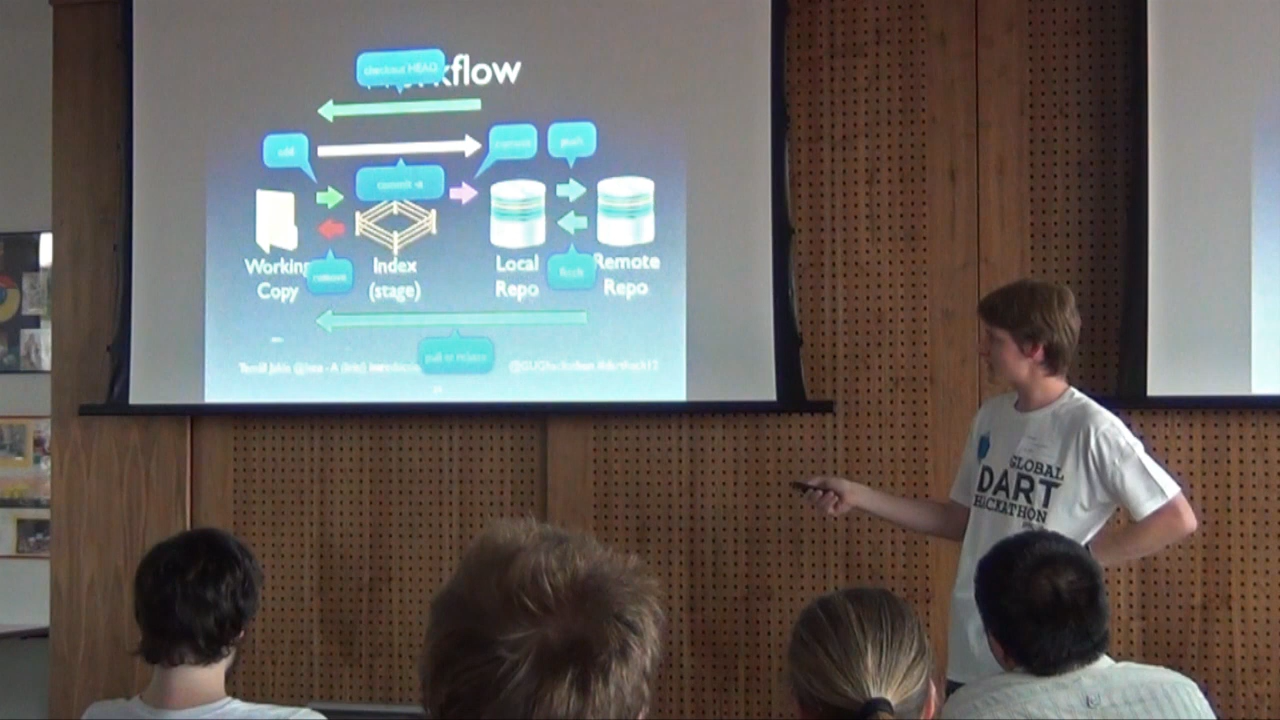 checkout HEAD
kflow
add
commit
push
commit -a
Working
Copy
remove
Index
(stage)
Local
Repo
fetch
Remote
Repo
pull or rebase
A (brief)
GLOBAL
DART
HACKATHON